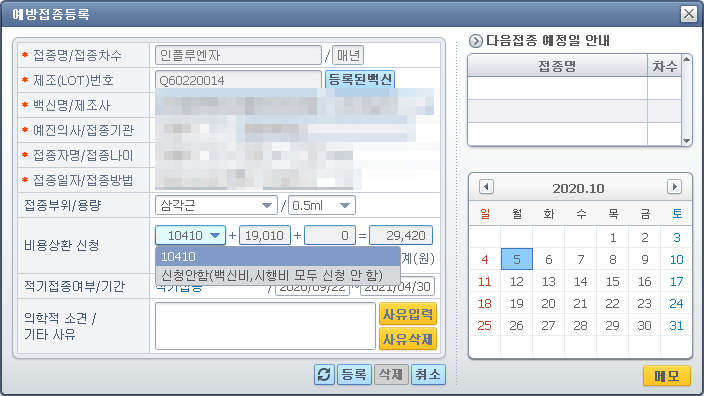 예방접종등록
* 접종명/접종차수 인플루엔자 / 매년
* 제조(LOT)번호 Q60220014 등록된백신
* 백신명/제조사
* 예진의사/접종기관
* 접종자명/접종나이
* 접종일자/접종방법
접종부위/용량 삼각근 / 0.5ml
비용상환 신청 10410 + 19,010 + 0 = 29,420
10410 계(원)
신청안함(백신비,시행비 모두 신청 안 함)
적기접종여부/기간 적기접종 / 2020/09/22 ~ 2021/04/30
의학적 소견 /
기타 사유
사유입력
사유삭제
등록 삭제 취소
다음접종 예정일 안내
접종명 차수
2020.10
일 월 화 수 목 금 토
1 2 3
4 5 6 7 8 9 10
11 12 13 14 15 16 17
18 19 20 21 22 23 24
25 26 27 28 29 30 31
메모